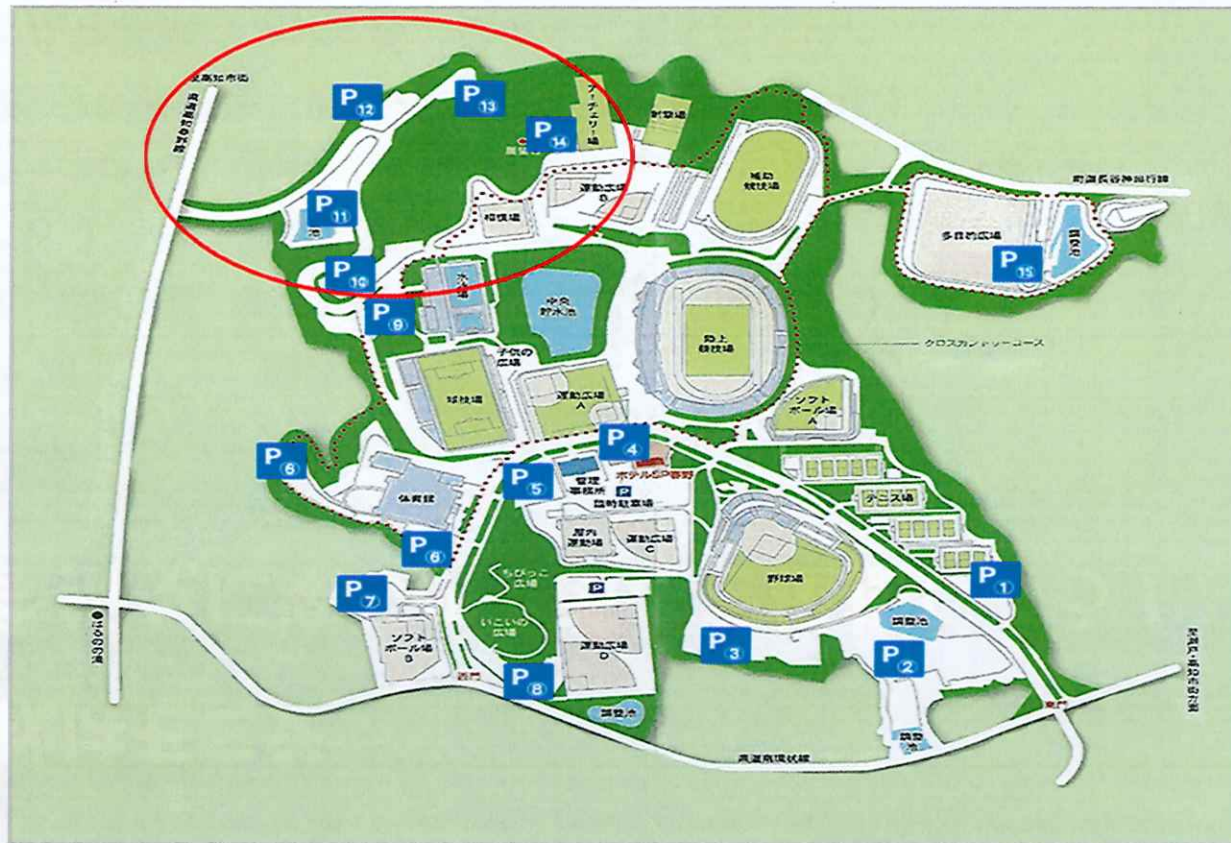 P⑫
P⑬
アーチェリー場
射撃場
P⑭
補助
競技場
運動広場
B
P⑪
池
相撲場
多目的広場
調整池
P⑮
P⑩
水泳場
中央
貯水池
P⑨
陸上
競技場
クロスカントリーコース
子供の
広場
球技場
運動広場
A
ソフト
ボール場
A
P④
P⑥
P⑤
ホテルSP春野
管理
事務所
P
臨時駐車場
体育館
テニス場
屋内
運動場
運動広場
C
P⑥
野球場
ちびっこ
広場
P
P①
P⑦
いこいの
広場
調整池
ソフト
ボール場
B
運動広場
D
P③
P②
西門
P⑧
調整池
東門
調整
池
県道南環状線